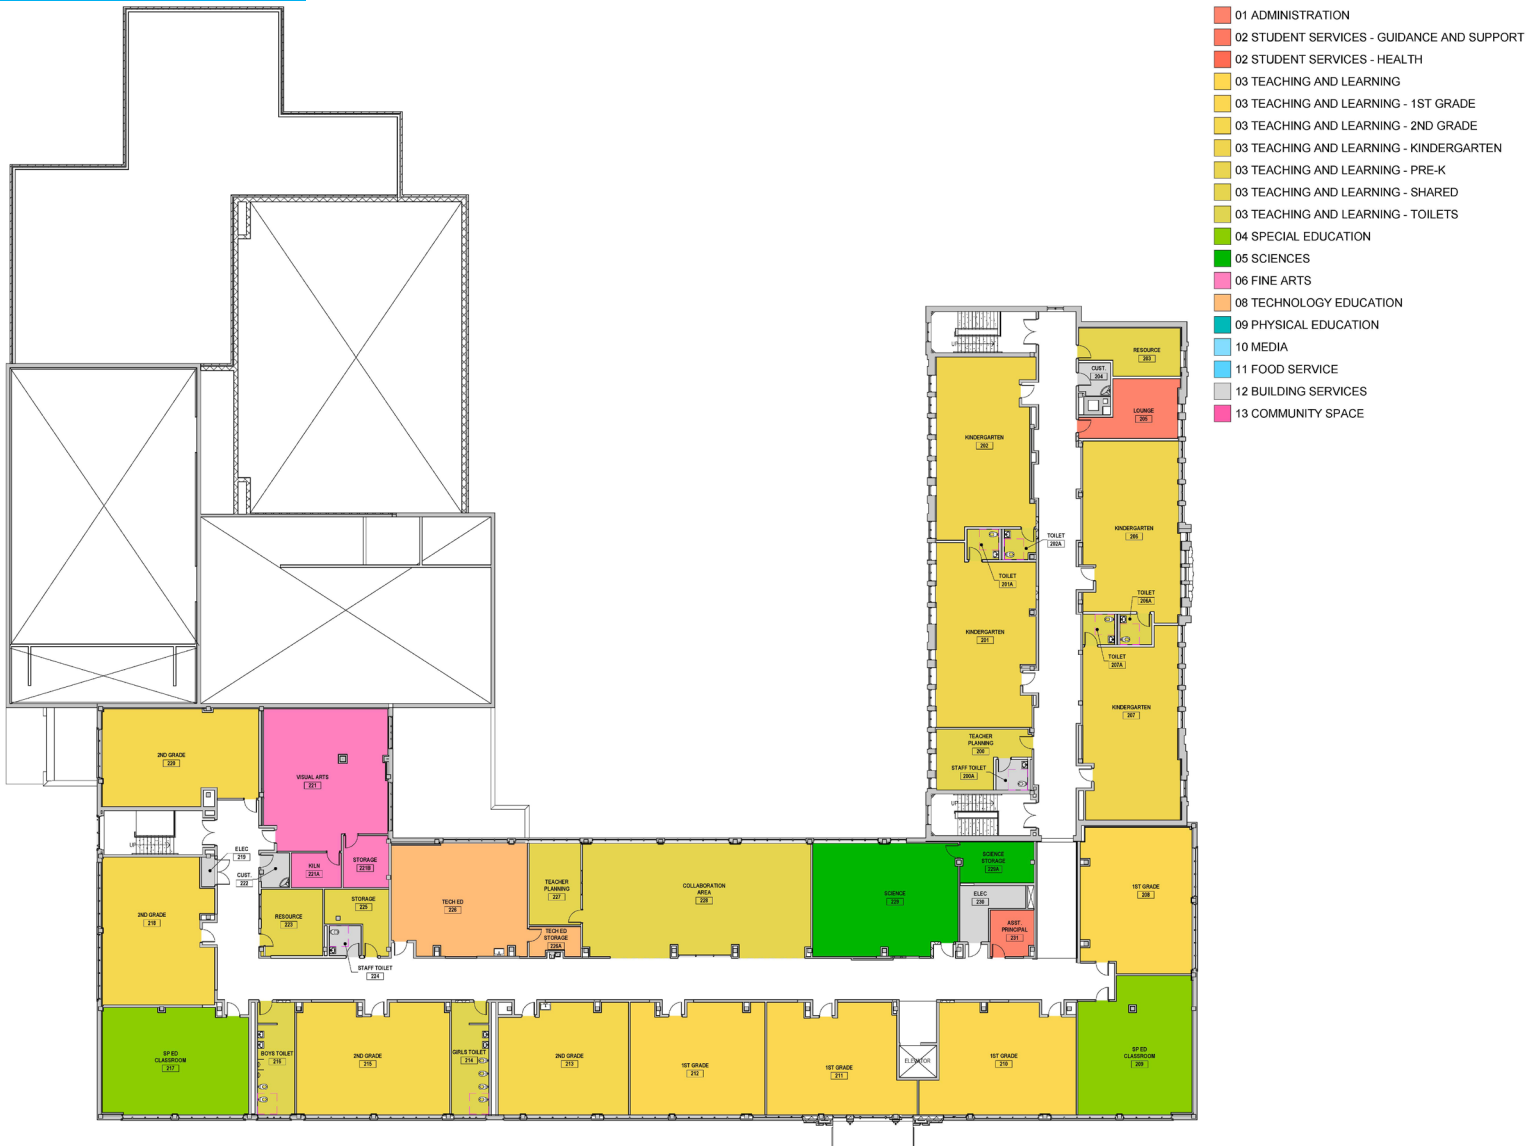 01 ADMINISTRATION
02 STUDENT SERVICES - GUIDANCE AND SUPPORT
02 STUDENT SERVICES - HEALTH
03 TEACHING AND LEARNING
03 TEACHING AND LEARNING - 1ST GRADE
03 TEACHING AND LEARNING - 2ND GRADE
03 TEACHING AND LEARNING - KINDERGARTEN
03 TEACHING AND LEARNING - PRE-K
03 TEACHING AND LEARNING - SHARED
03 TEACHING AND LEARNING - TOILETS
04 SPECIAL EDUCATION
05 SCIENCES
06 FINE ARTS
08 TECHNOLOGY EDUCATION
09 PHYSICAL EDUCATION
10 MEDIA
11 FOOD SERVICE
12 BUILDING SERVICES
13 COMMUNITY SPACE
UP
RESOURCE
203
CUST.
204
LOUNGE
205
KINDERGARTEN
202
KINDERGARTEN
206
TOILET
202A
TOILET
201A
TOILET
206A
KINDERGARTEN
201
TOILET
207A
KINDERGARTEN
207
TEACHER
PLANNING
200
STAFF TOILET
200A
UP
2ND GRADE
220
VISUAL ARTS
221
UP
ELEC
219
CUST.
222
KILN
221A
STORAGE
221B
2ND GRADE
218
RESOURCE
223
STORAGE
225
STAFF TOILET
224
TECH ED
226
TEACHER
PLANNING
227
TECH ED
STORAGE
226A
COLLABORATION
AREA
228
SCIENCE
229
SCIENCE
STORAGE
229A
ELEC
230
ASST.
PRINCIPAL
231
1ST GRADE
208
SP ED
CLASSROOM
217
BOYS TOILET
216
2ND GRADE
215
GIRLS TOILET
214
2ND GRADE
213
1ST GRADE
212
1ST GRADE
211
ELEVATOR
1ST GRADE
210
SP ED
CLASSROOM
209